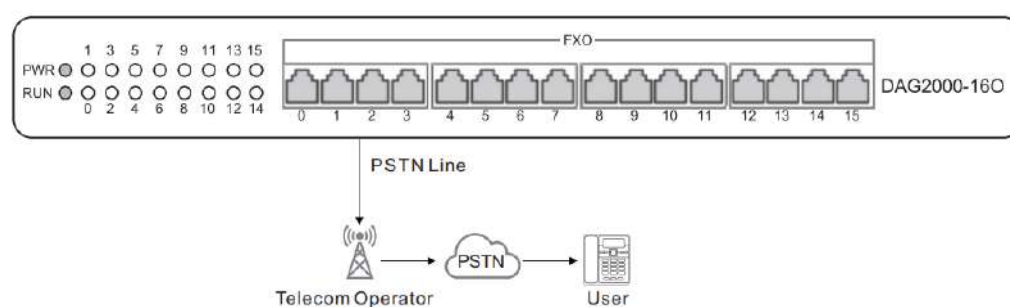 FXO
1 3 5 7 9 11 13 15
PWR
RUN
0 2 4 6 8 10 12 14
DAG2000-16O
0 1 2 3 4 5 6 7 8 9 10 11 12 13 14 15
PSTN Line
PSTN
Telecom Operator User